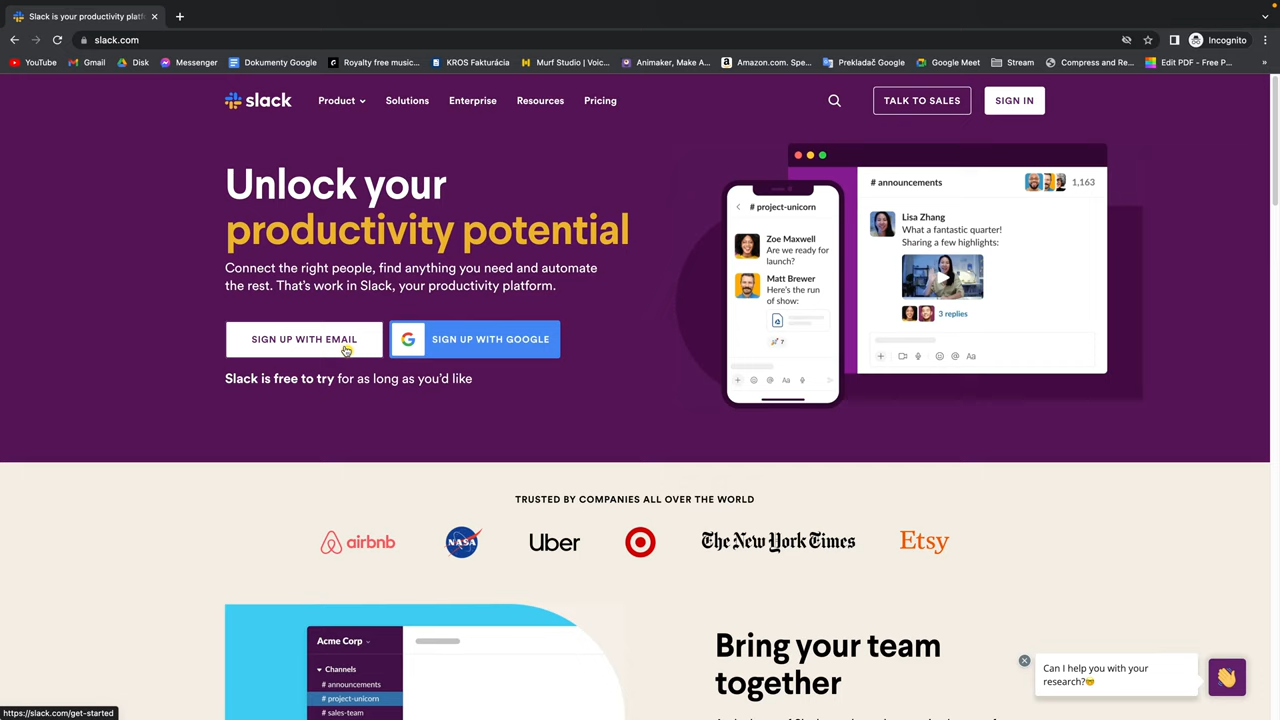 Slack is your productivity platf
slack.com
Incognito
YouTube
Gmail
Disk
Messenger
Dokumenty Google
Royalty free music...
KROS Fakturácia
Murf Studio | Voic...
Animaker, Make A...
Amazon.com. Spe...
Prekladač Google
Google Meet
Stream
Compress and Re...
Edit PDF - Free P...
slack
Product
Solutions
Enterprise
Resources
Pricing
TALK TO SALES
SIGN IN
Unlock your
productivity potential
Connect the right people, find anything you need and automate
the rest. That's work in Slack, your productivity platform.
SIGN UP WITH EMAIL
SIGN UP WITH GOOGLE
Slack is free to try for as long as you'd like
# project-unicorn
Zoe Maxwell
Are we ready for
launch?
Matt Brewer
Here's the run
of show:
7
Aa
# announcements
1,163
Lisa Zhang
What a fantastic quarter!
Sharing a few highlights:
3 replies
Aa
TRUSTED BY COMPANIES ALL OVER THE WORLD
airbnb
NASA
Uber
The New York Times
Etsy
Acme Corp
Channels
# announcements
# project-unicorn
# sales-team
Bring your team
together
Can I help you with your
research?
https://slack.com/get-started